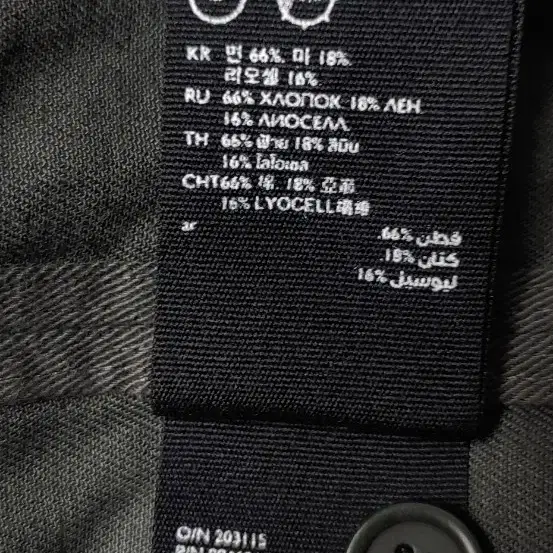 KR 면 66%. 마 18%.
리오셀 16%.
RU 66% ХЛОПОК. 18% ЛЕН.
16% ЛИОСЕЛЛ.
TH 66% ฝ้าย 18% ลินิน
16% ไลโอเซล
CHT 66% 棉. 18% 亞麻
16% LYOCELL纖維
ar
قطن 66%.
كتان 18%.
ليوسيل 16%
O/N 203115